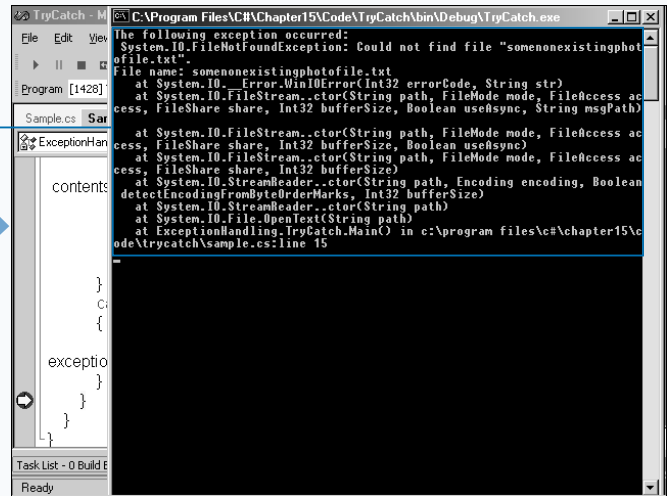 TryCatch - M
File Edit View
Program [1428]
Sample.cs Sam
ExceptionHan
contents
}
ca
{
exceptio
}
}
}
}
Task List - 0 Build E
Ready
C:\Program Files\C#\Chapter15\Code\TryCatch\bin\Debug\TryCatch.exe
The following exception occurred:
System.IO.FileNotFoundException: Could not find file "somenonexistingphot
ofile.txt".
File name: somenonexistingphotofile.txt
at System.IO.__Error.WinIOError(Int32 errorCode, String str)
at System.IO.FileStream..ctor(String path, FileMode mode, FileAccess ac
cess, FileShare share, Int32 bufferSize, Boolean useAsync, String msgPath)
at System.IO.FileStream..ctor(String path, FileMode mode, FileAccess ac
cess, FileShare share, Int32 bufferSize, Boolean useAsync)
at System.IO.FileStream..ctor(String path, FileMode mode, FileAccess ac
cess, FileShare share, Int32 bufferSize)
at System.IO.StreamReader..ctor(String path, Encoding encoding, Boolean
detectEncodingFromByteOrderMarks, Int32 bufferSize)
at System.IO.StreamReader..ctor(String path)
at System.IO.File.OpenText(String path)
at ExceptionHandling.TryCatch.Main() in c:\program files\c#\chapter15\c
ode\trycatch\sample.cs:line 15